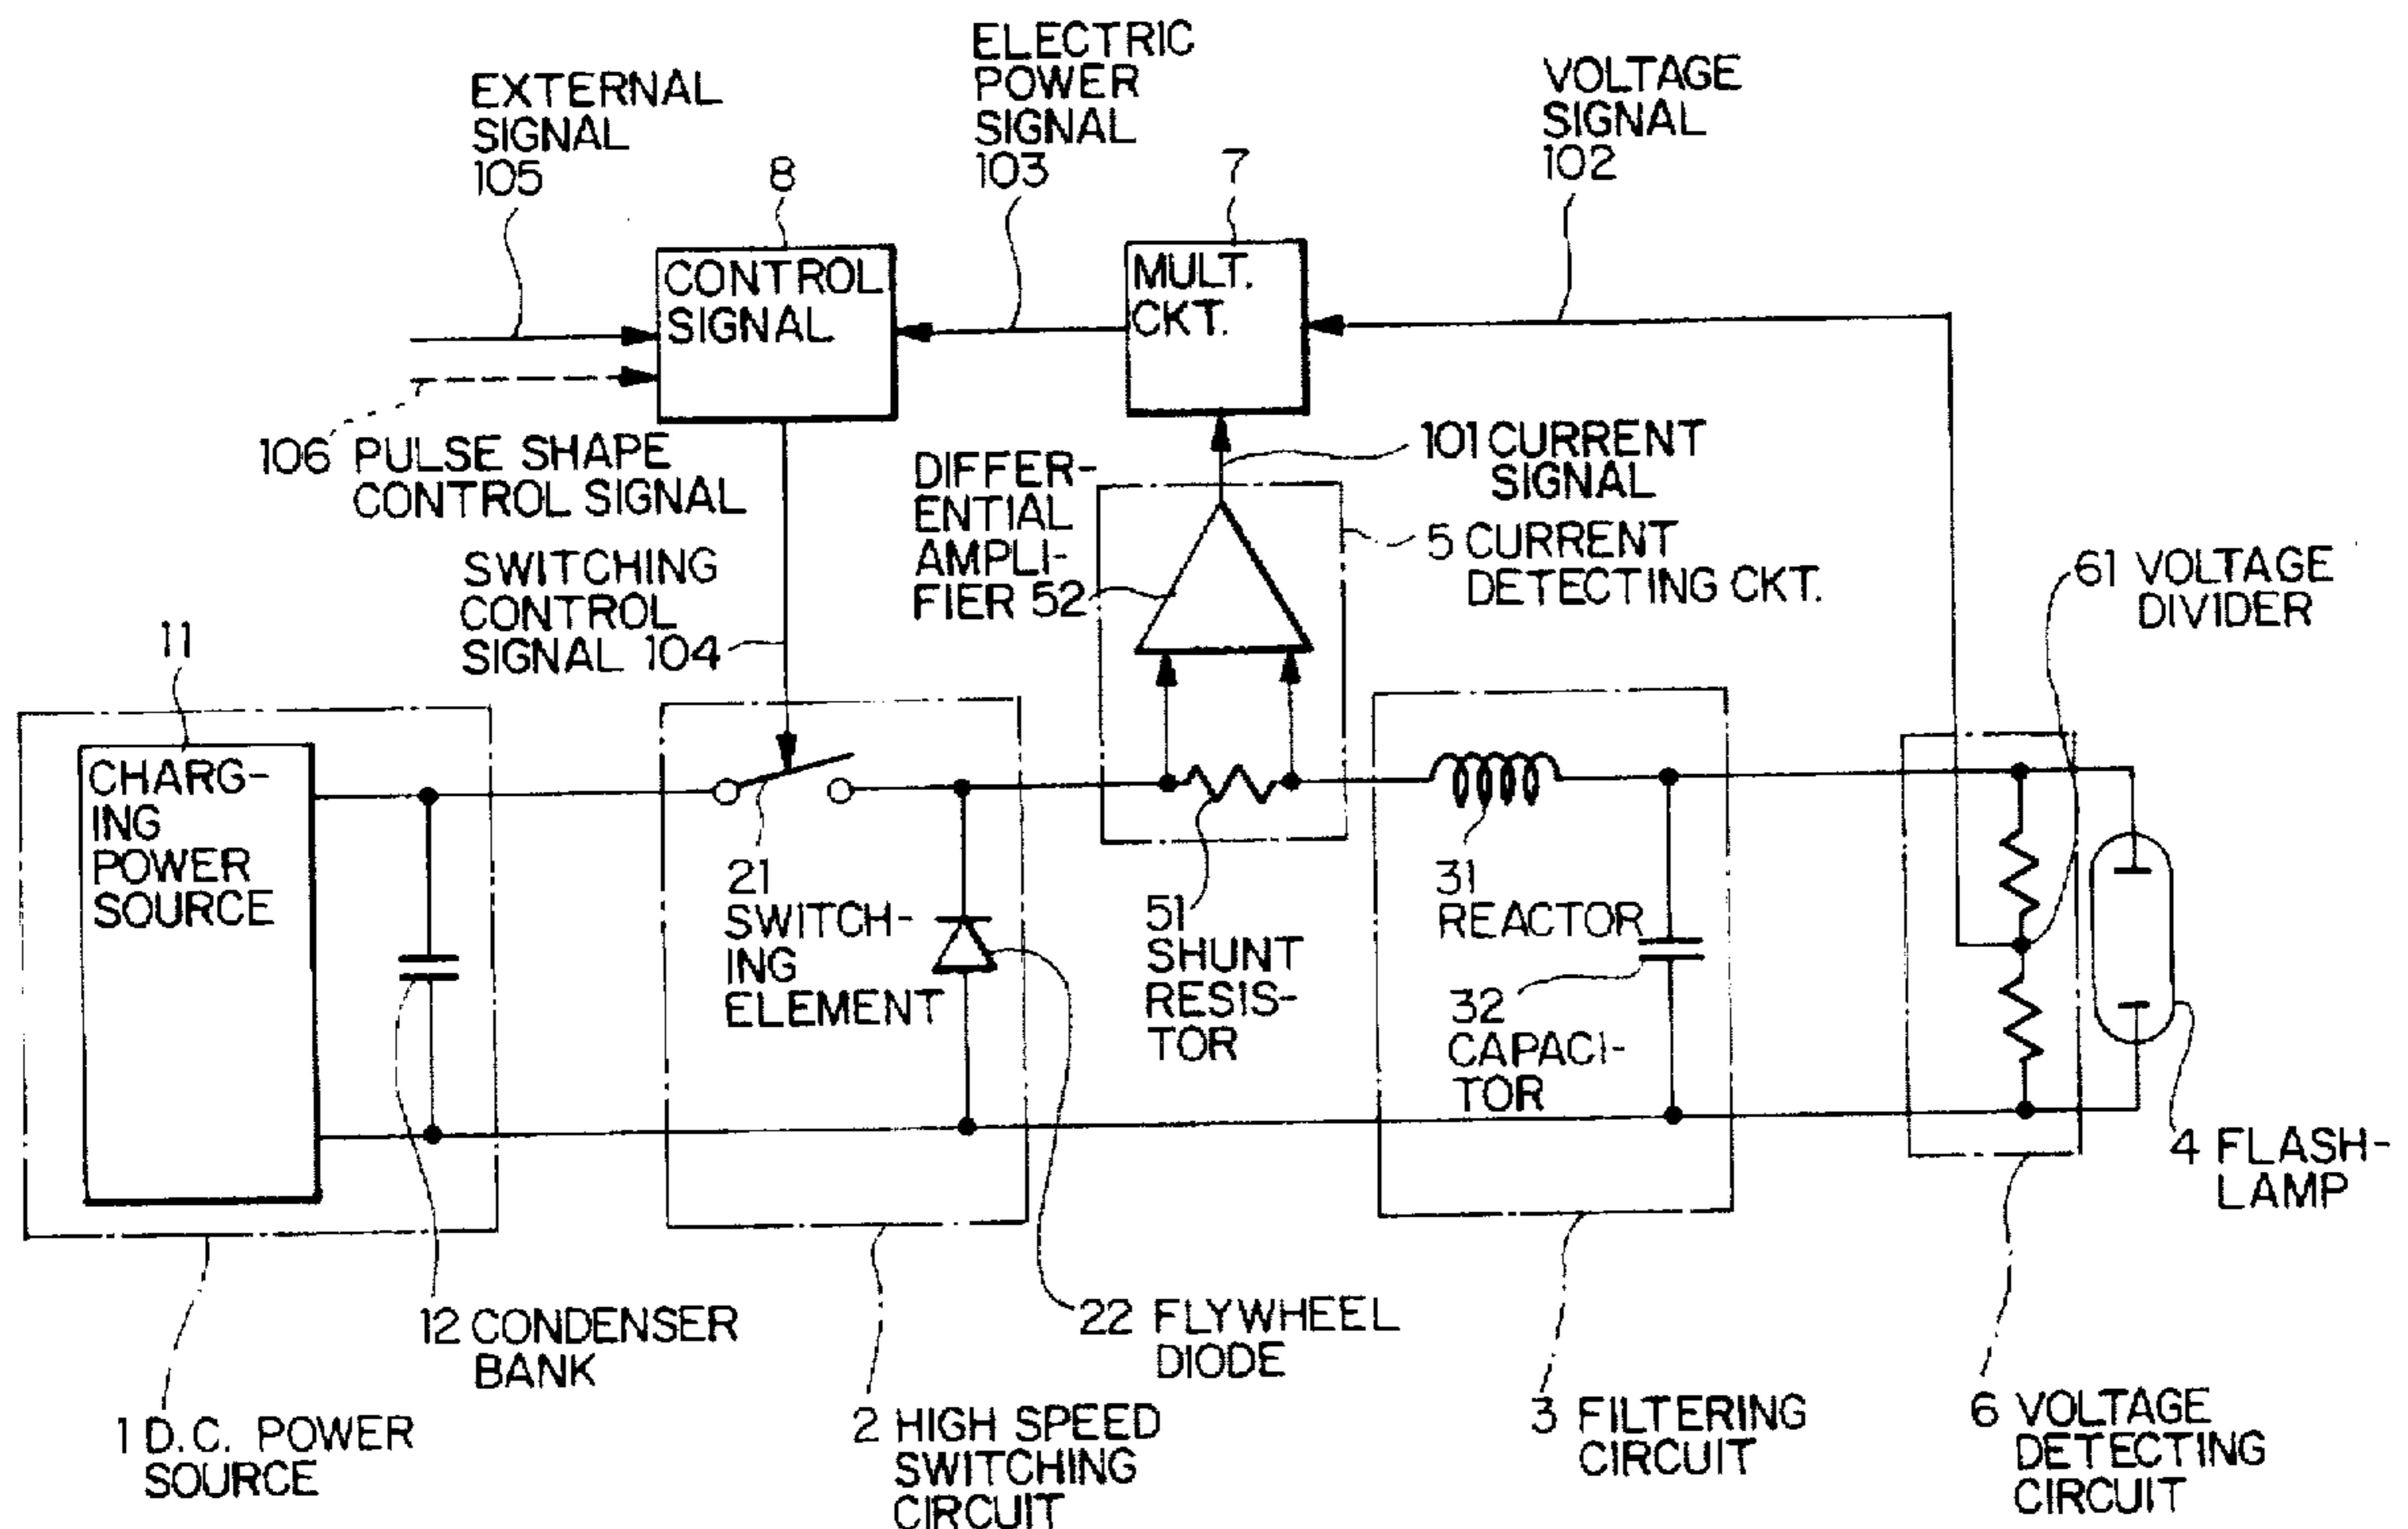 EXTERNAL
SIGNAL
105
8
ELECTRIC
POWER
SIGNAL
103
7
VOLTAGE
SIGNAL
102
CONTROL
SIGNAL
MULT.
CKT.
106 PULSE SHAPE
CONTROL SIGNAL
101 CURRENT
SIGNAL
DIFFER-
ENTIAL
AMPLI-
FIER 52
5 CURRENT
DETECTING CKT.
61 VOLTAGE
DIVIDER
SWITCHING
CONTROL
SIGNAL 104
11
CHARG-
ING
POWER
SOURCE
21
SWITCH-
ING
ELEMENT
51
SHUNT
RESIS-
TOR
31
REACTOR
32
CAPACI-
TOR
4 FLASH-
LAMP
12 CONDENSER
BANK
22 FLYWHEEL
DIODE
1 D.C. POWER
SOURCE
2 HIGH SPEED
SWITCHING
CIRCUIT
3 FILTERING
CIRCUIT
6 VOLTAGE
DETECTING
CIRCUIT